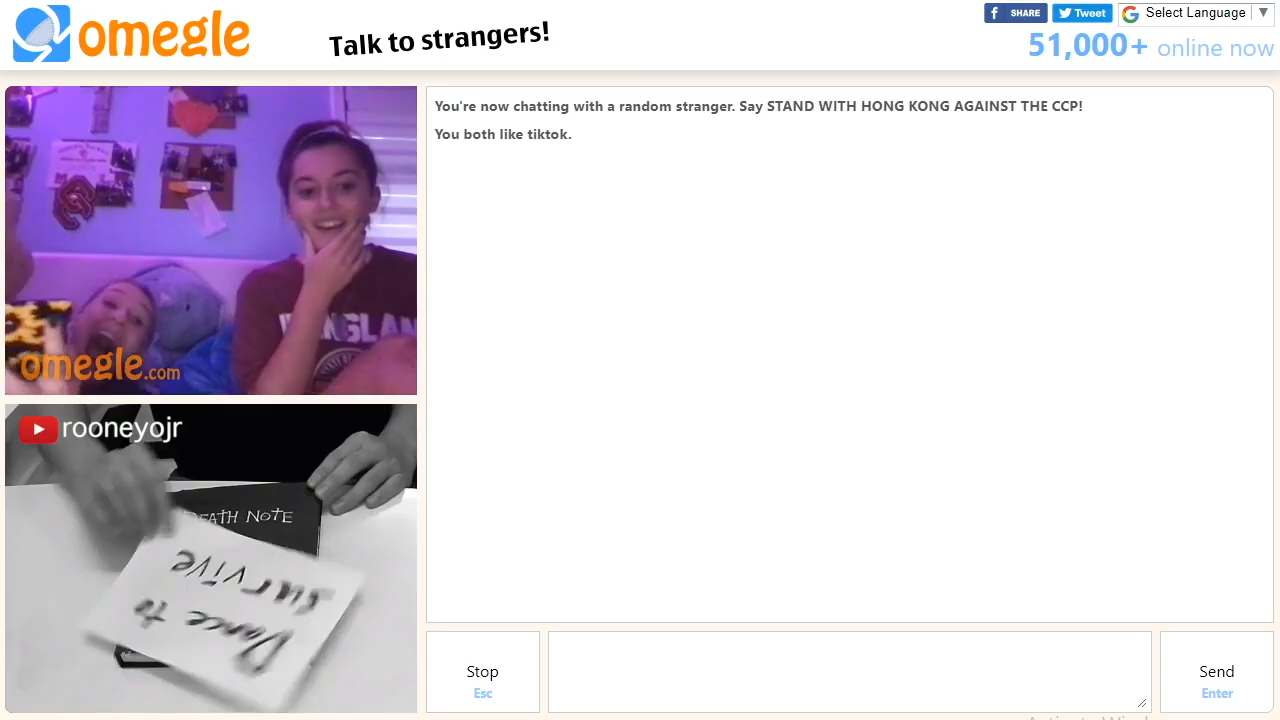 omegle
Talk to strangers!
SHARE
Tweet
Select Language
51,000+ online now
You're now chatting with a random stranger. Say STAND WITH HONG KONG AGAINST THE CCP!
You both like tiktok.
omegle.com
rooneyojr
DEATH NOTE
Dance to
survive
Stop
Esc
Send
Enter